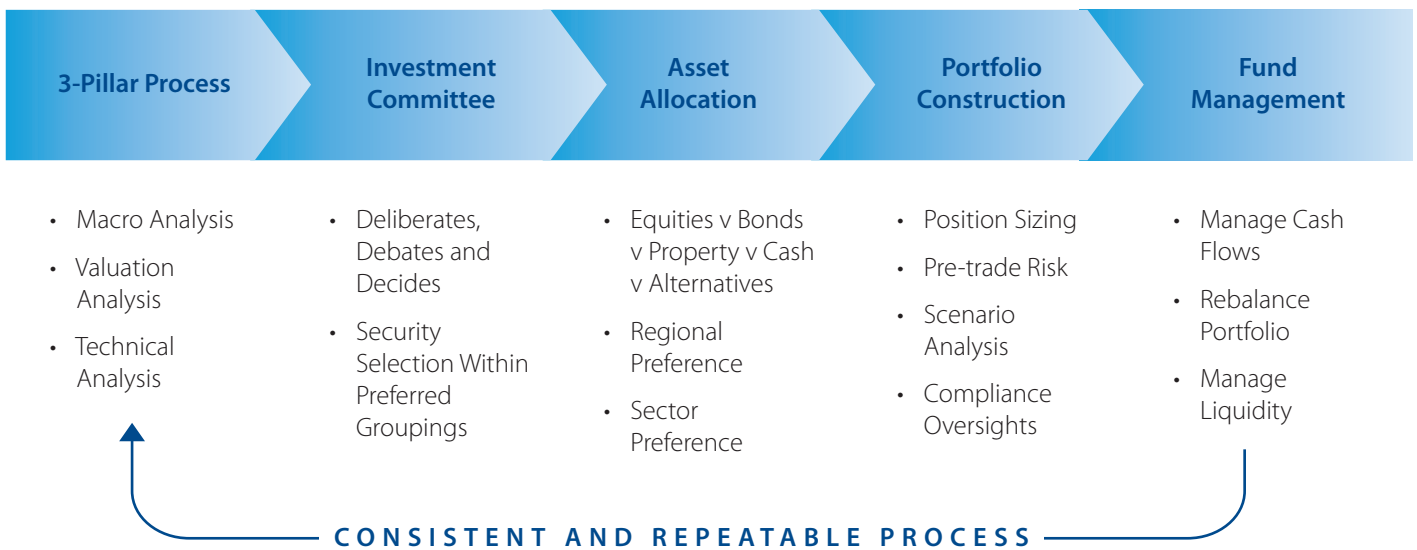 3-Pillar Process
Investment
Committee
Asset
Allocation
Portfolio
Construction
Fund
Management
• Macro Analysis
• Valuation
Analysis
• Technical
Analysis
• Deliberates,
Debates and
Decides
• Security
Selection Within
Preferred
Groupings
• Equities v Bonds
v Property v Cash
v Alternatives
• Regional
Preference
• Sector
Preference
• Position Sizing
• Pre-trade Risk
• Scenario
Analysis
• Compliance
Oversights
• Manage Cash
Flows
• Rebalance
Portfolio
• Manage
Liquidity
CONSISTENT AND REPEATABLE PROCESS